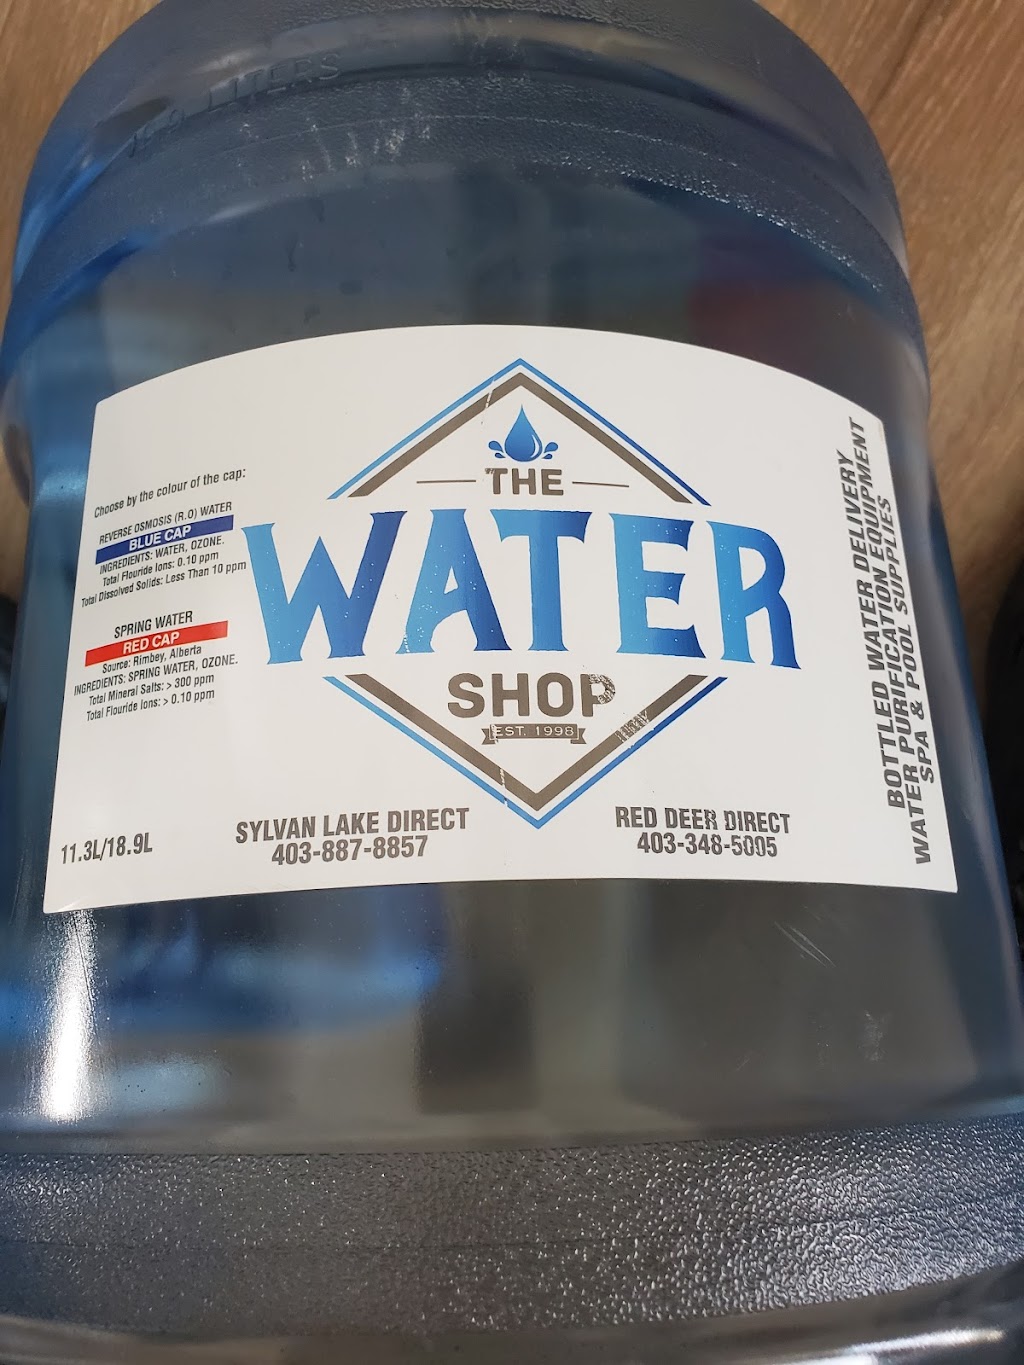 18.9 LITERS
Choose by the colour of the cap:
REVERSE OSMOSIS (R.O) WATER
BLUE CAP
INGREDIENTS: WATER, OZONE.
Total Flouride Ions: 0.10 ppm
Total Dissolved Solids: Less Than 10 ppm
SPRING WATER
RED CAP
Source: Rimbey, Alberta
INGREDIENTS: SPRING WATER, OZONE.
Total Mineral Salts: > 300 ppm
Total Flouride Ions: > 0.10 ppm
11.3L/18.9L
THE
WATER
SHOP
EST. 1998
SYLVAN LAKE DIRECT
403-887-8857
RED DEER DIRECT
403-348-5005
BOTTLED WATER DELIVERY
WATER PURIFICATION EQUIPMENT
SPA & POOL SUPPLIES